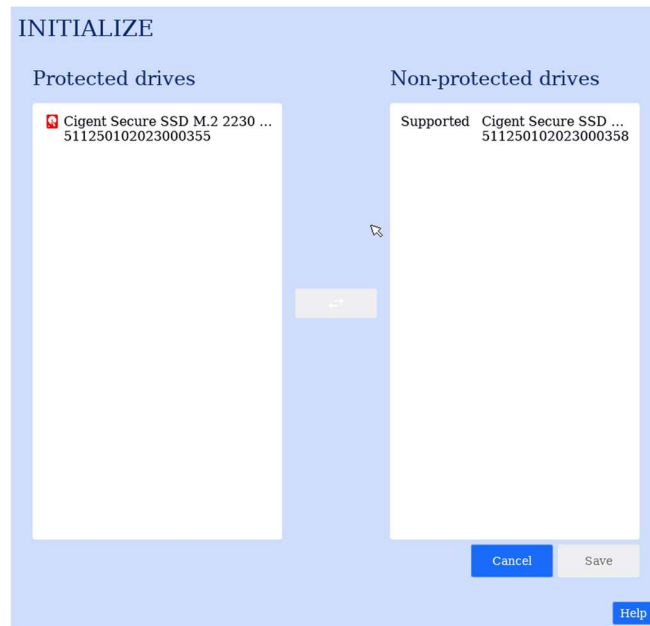 INITIALIZE
Protected drives
Cigent Secure SSD M.2 2230 ...
511250102023000355
Non-protected drives
Supported Cigent Secure SSD ...
511250102023000358
Cancel
Save
Help